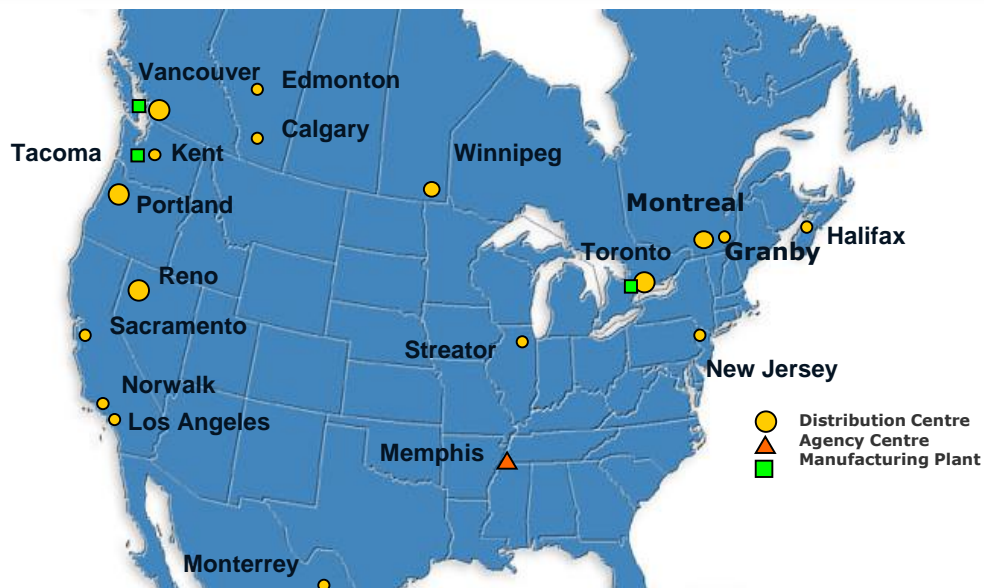 Vancouver
Edmonton
Calgary
Tacoma
Kent
Winnipeg
Portland
Montreal
Toronto
Granby
Halifax
Reno
Sacramento
Streator
New Jersey
Norwalk
Los Angeles
Memphis
Monterrey
Distribution Centre
Agency Centre
Manufacturing Plant